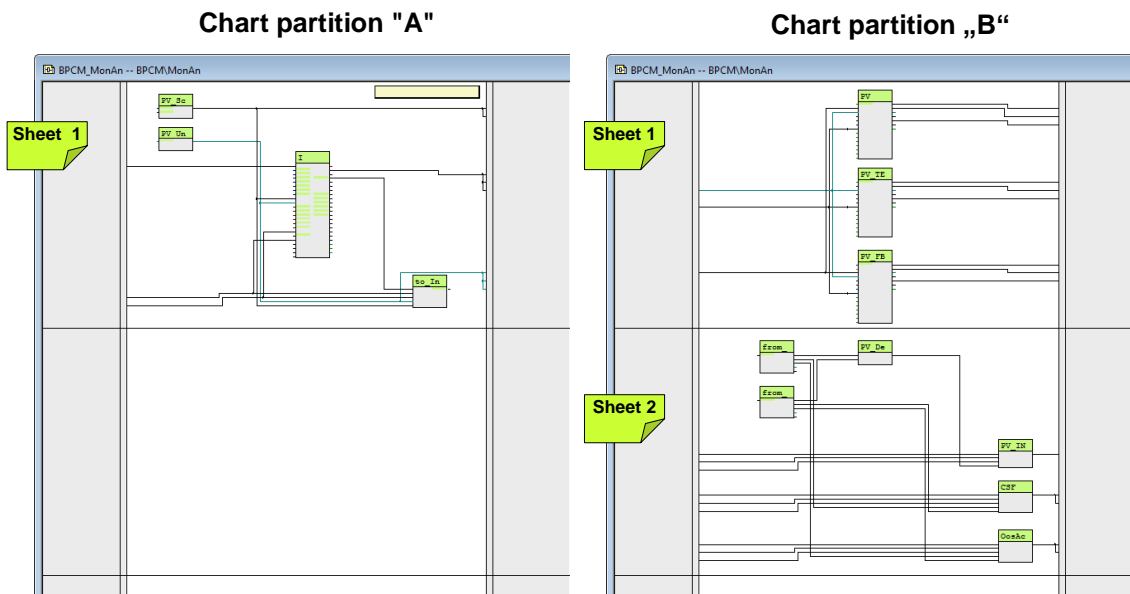 Chart partition "A"
BPCM_MonAn -- BPCM\MonAn
Sheet 1
PV_Sc
PV_Un
I
to_In
Chart partition „B“
BPCM_MonAn -- BPCM\MonAn
Sheet 1
PV
PV_TE
PV_FB
Sheet 2
from_
PV_De
from_
PV_IN
CSF
OosAc